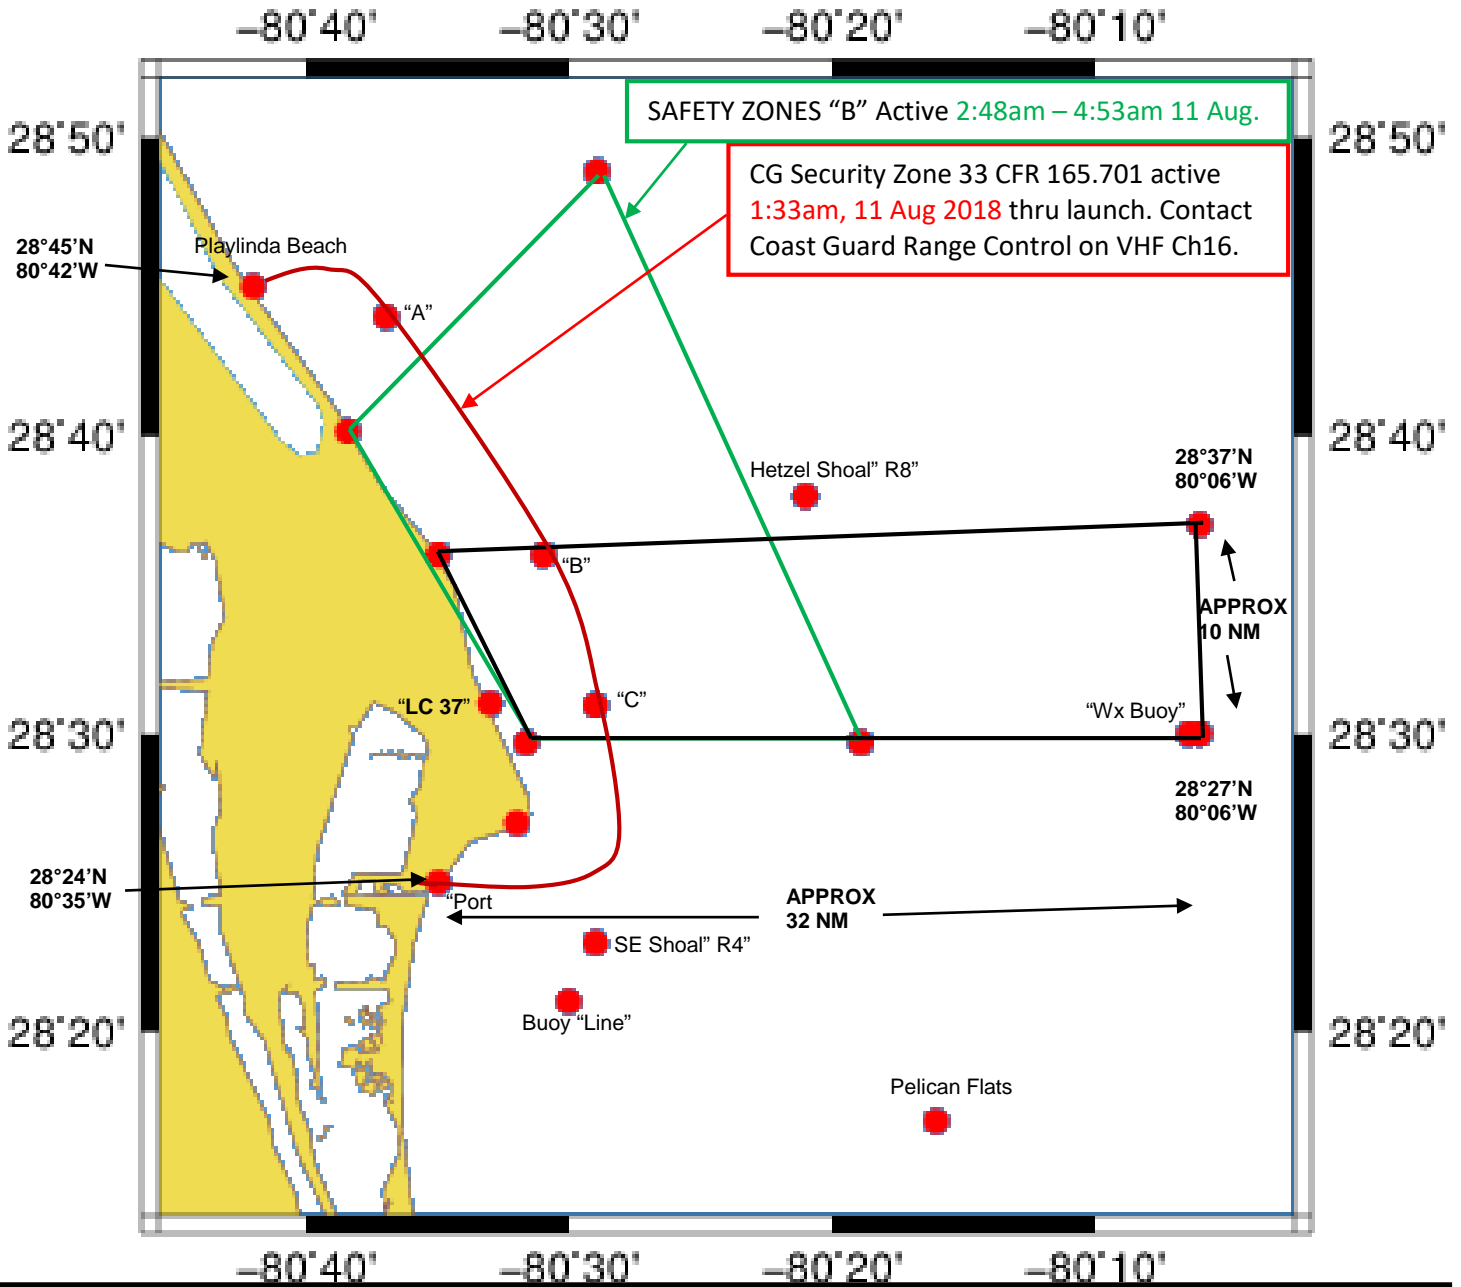 −80°40' −80°30' −80°20' −80°10'
SAFETY ZONES “B” Active 2:48am – 4:53am 11 Aug.
28°50' 28°50'
CG Security Zone 33 CFR 165.701 active
1:33am, 11 Aug 2018 thru launch. Contact
Coast Guard Range Control on VHF Ch16.
28°45’N
80°42’W
Playlinda Beach
“A”
28°40' 28°40'
Hetzel Shoal” R8”
28°37’N
80°06’W
“B”
APPROX
10 NM
“LC 37”
“C”
“Wx Buoy”
28°30' 28°30'
28°27’N
80°06’W
28°24’N
80°35’W
“Port
APPROX
32 NM
SE Shoal” R4”
Buoy “Line”
28°20' 28°20'
Pelican Flats
−80°40' −80°30' −80°20' −80°10'